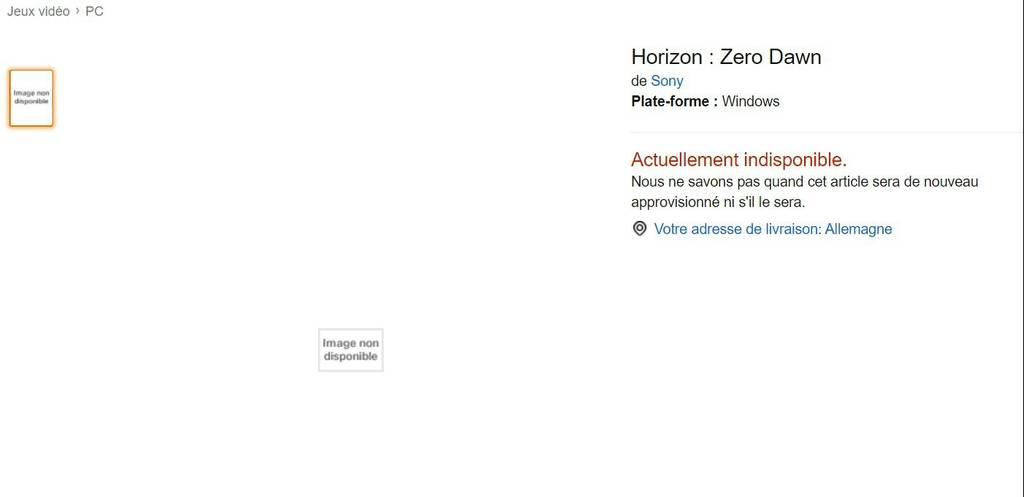 Jeux vidéo › PC
Image non
disponible
Horizon : Zero Dawn
de Sony
Plate-forme : Windows
Actuellement indisponible.
Nous ne savons pas quand cet article sera de nouveau
approvisionné ni s'il le sera.
Votre adresse de livraison: Allemagne
Image non
disponible